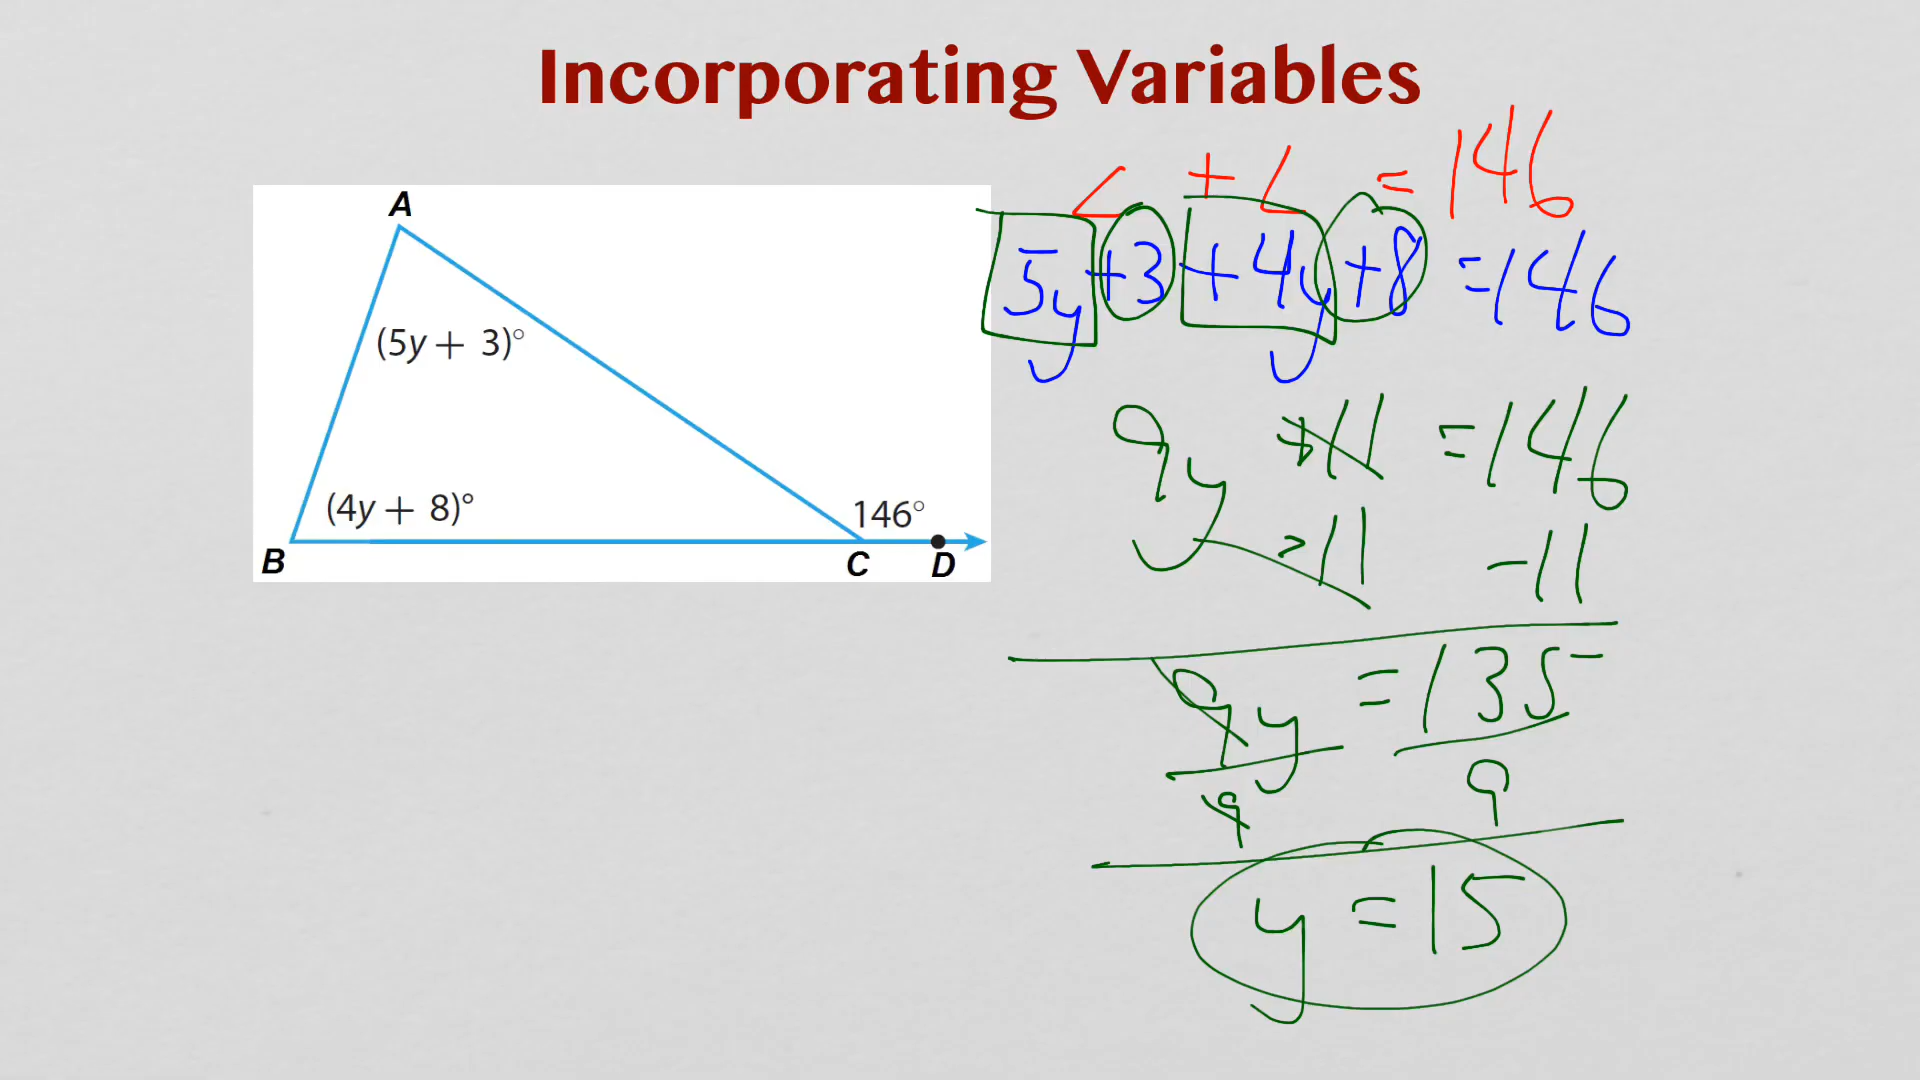 Incorporating Variables
∠ + ∠ = 146
5y +3 +4y +8 =146
A
(5y + 3)°
(4y + 8)°
146°
B
C
D
9y +11 =146
-11 -11
9y =135
9 9
y =15